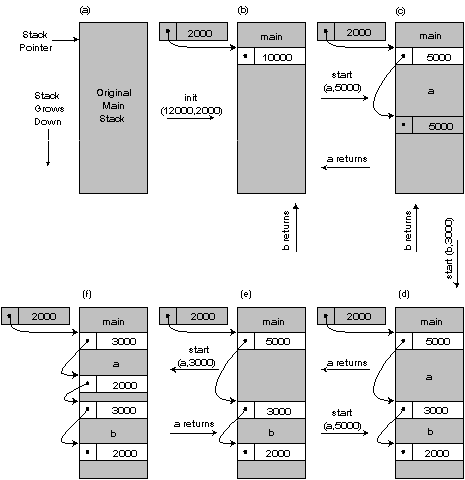 (a)
(b)
(c)
Stack
Pointer
2000
main
10000
2000
main
5000
Stack
Grows
Down
Original
Main
Stack
init
(12000,2000)
start
(a,5000)
a
5000
a returns
b returns
b returns
start (b,3000)
(f)
(e)
(d)
2000
main
3000
a
2000
3000
b
2000
2000
main
5000
start
(a,3000)
3000
a returns
b
2000
2000
main
5000
a returns
a
start
(a,5000)
3000
b
2000